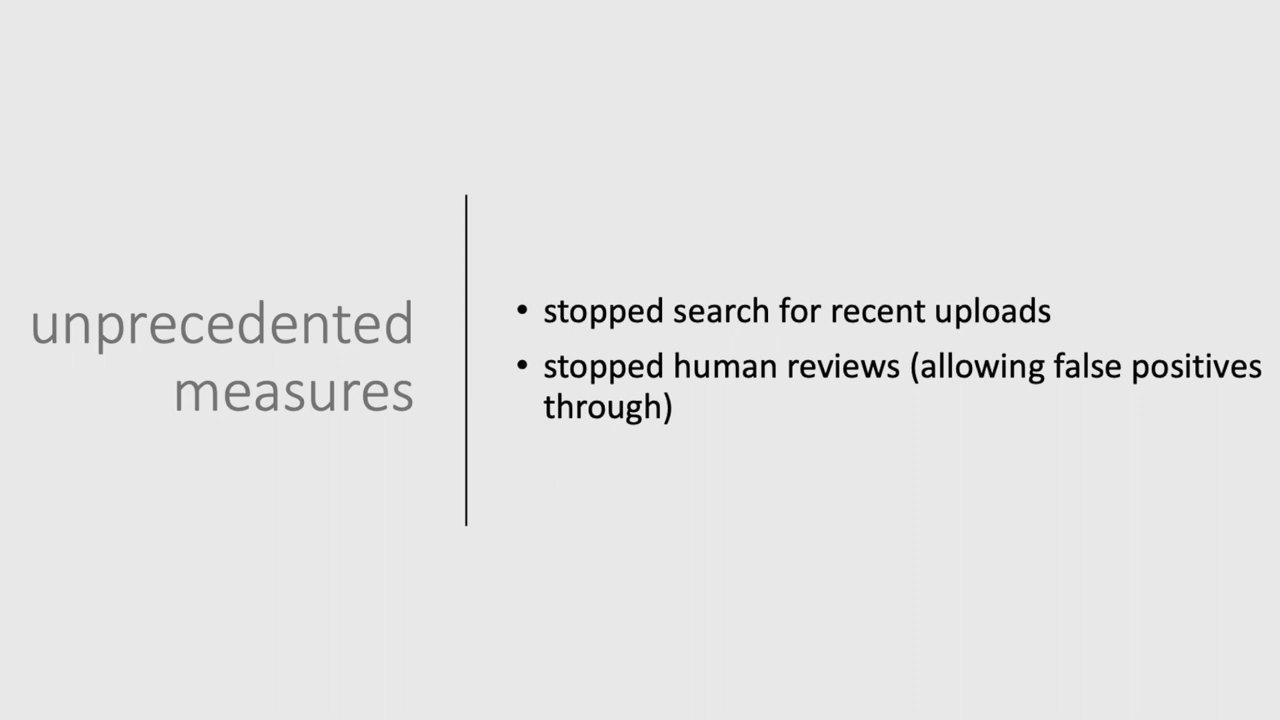 unprecedented
measures
• stopped search for recent uploads
• stopped human reviews (allowing false positives
through)